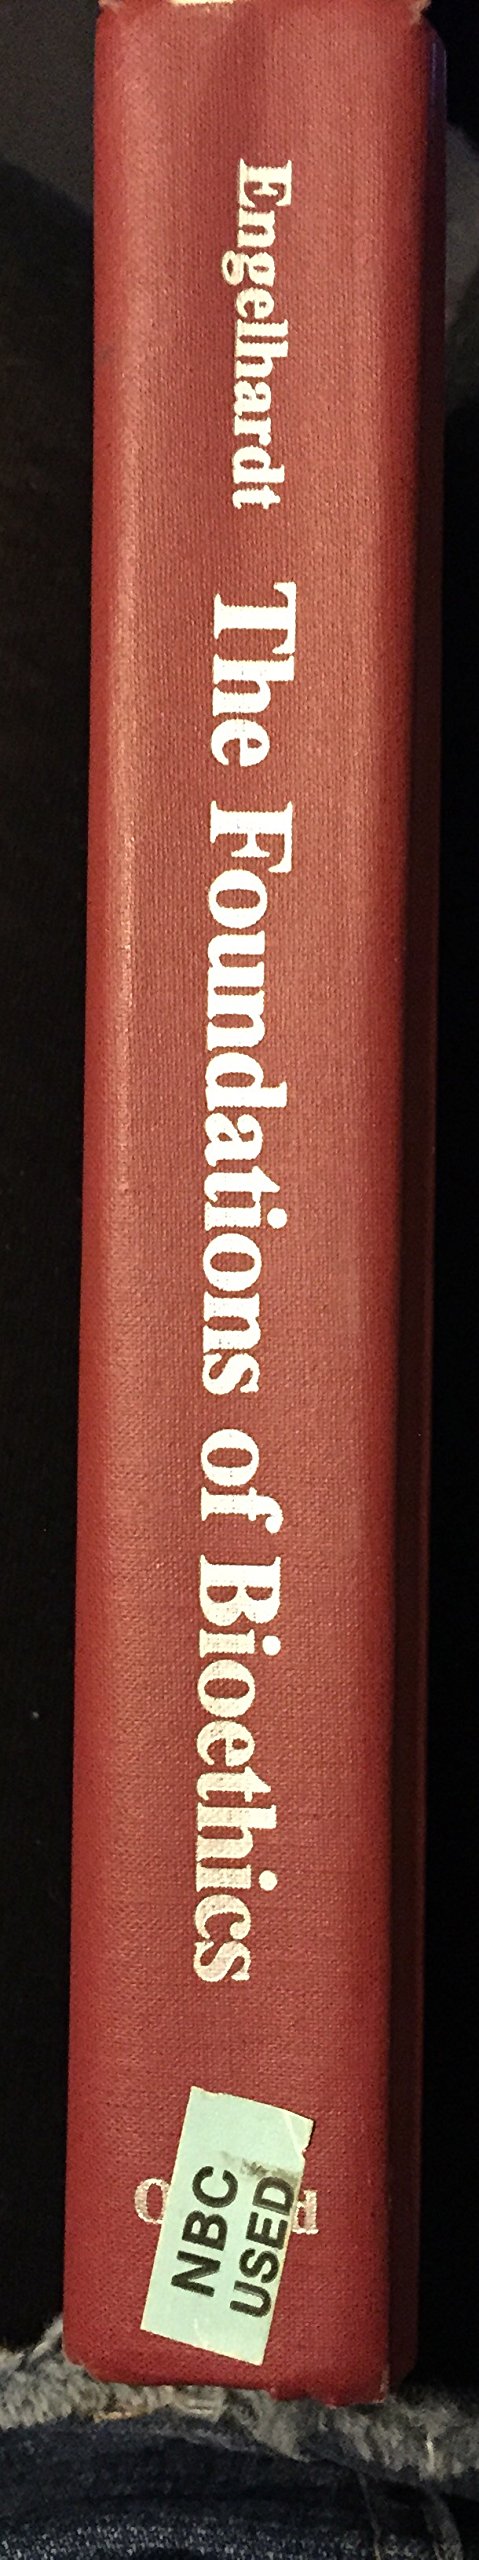 Engelhardt The Foundations of Bioethics
NBC
USED